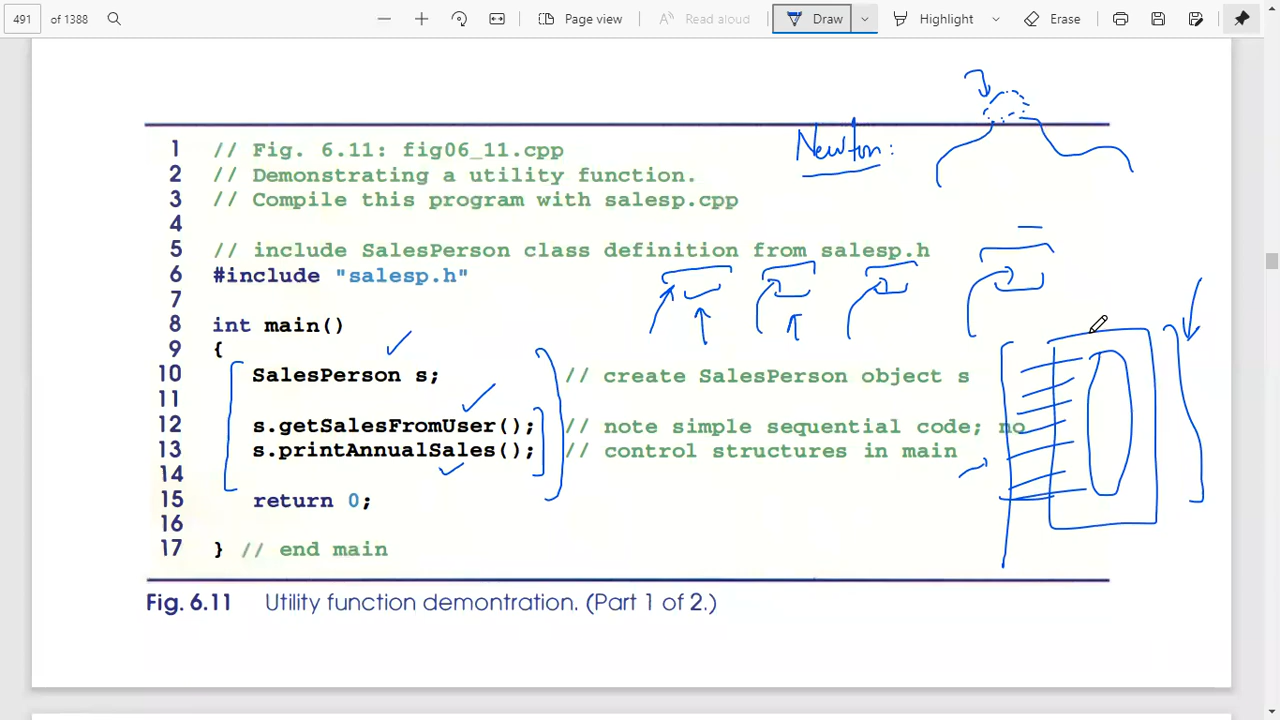 491 of 1388 Page view Read aloud Draw Highlight Erase
Newton:
1 // Fig. 6.11: fig06_11.cpp
2 // Demonstrating a utility function.
3 // Compile this program with salesp.cpp
4
5 // include SalesPerson class definition from salesp.h
6 #include "salesp.h"
7
8 int main()
9 {
10 SalesPerson s; // create SalesPerson object s
11
12 s.getSalesFromUser(); // note simple sequential code; no
13 s.printAnnualSales(); // control structures in main
14
15 return 0;
16
17 } // end main
Fig. 6.11 Utility function demontration. (Part 1 of 2.)